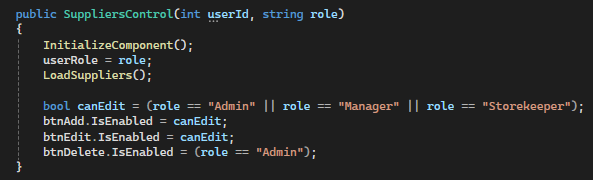 public SuppliersControl(int userId, string role)
{
InitializeComponent();
userRole = role;
LoadSuppliers();
bool canEdit = (role == "Admin" || role == "Manager" || role == "Storekeeper");
btnAdd.IsEnabled = canEdit;
btnEdit.IsEnabled = canEdit;
btnDelete.IsEnabled = (role == "Admin");
}